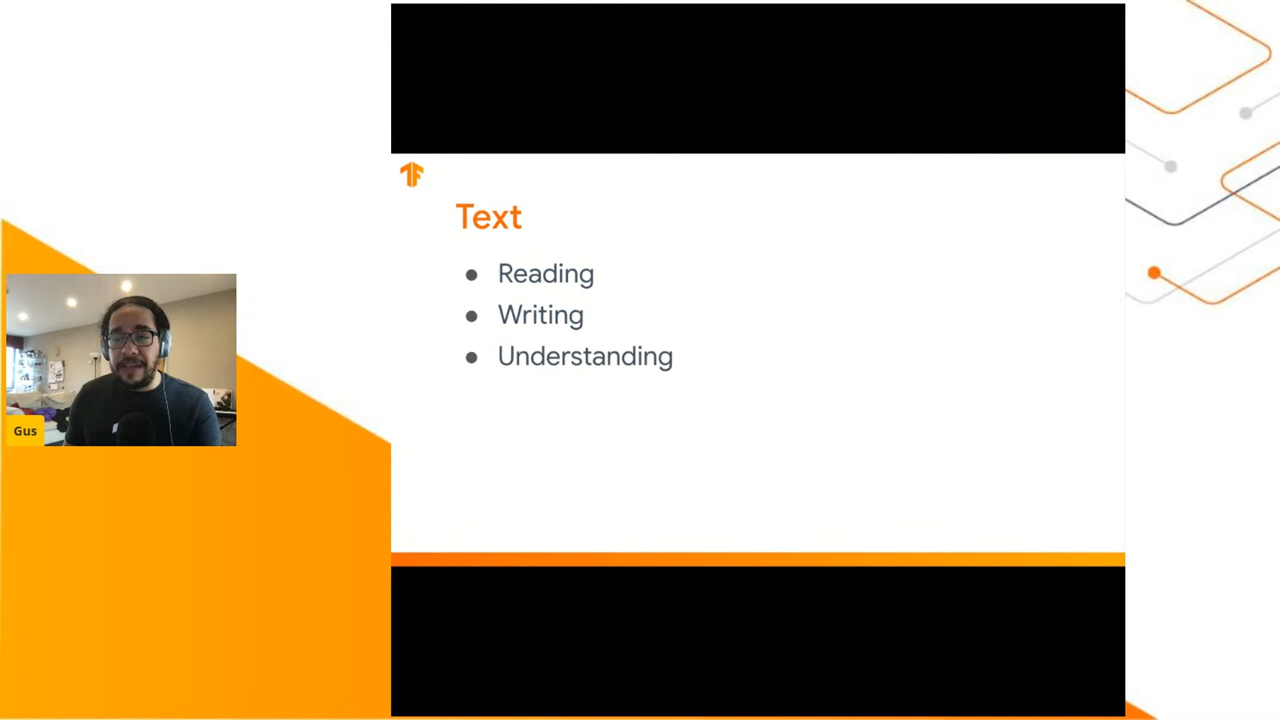 Text
● Reading
● Writing
● Understanding
Gus